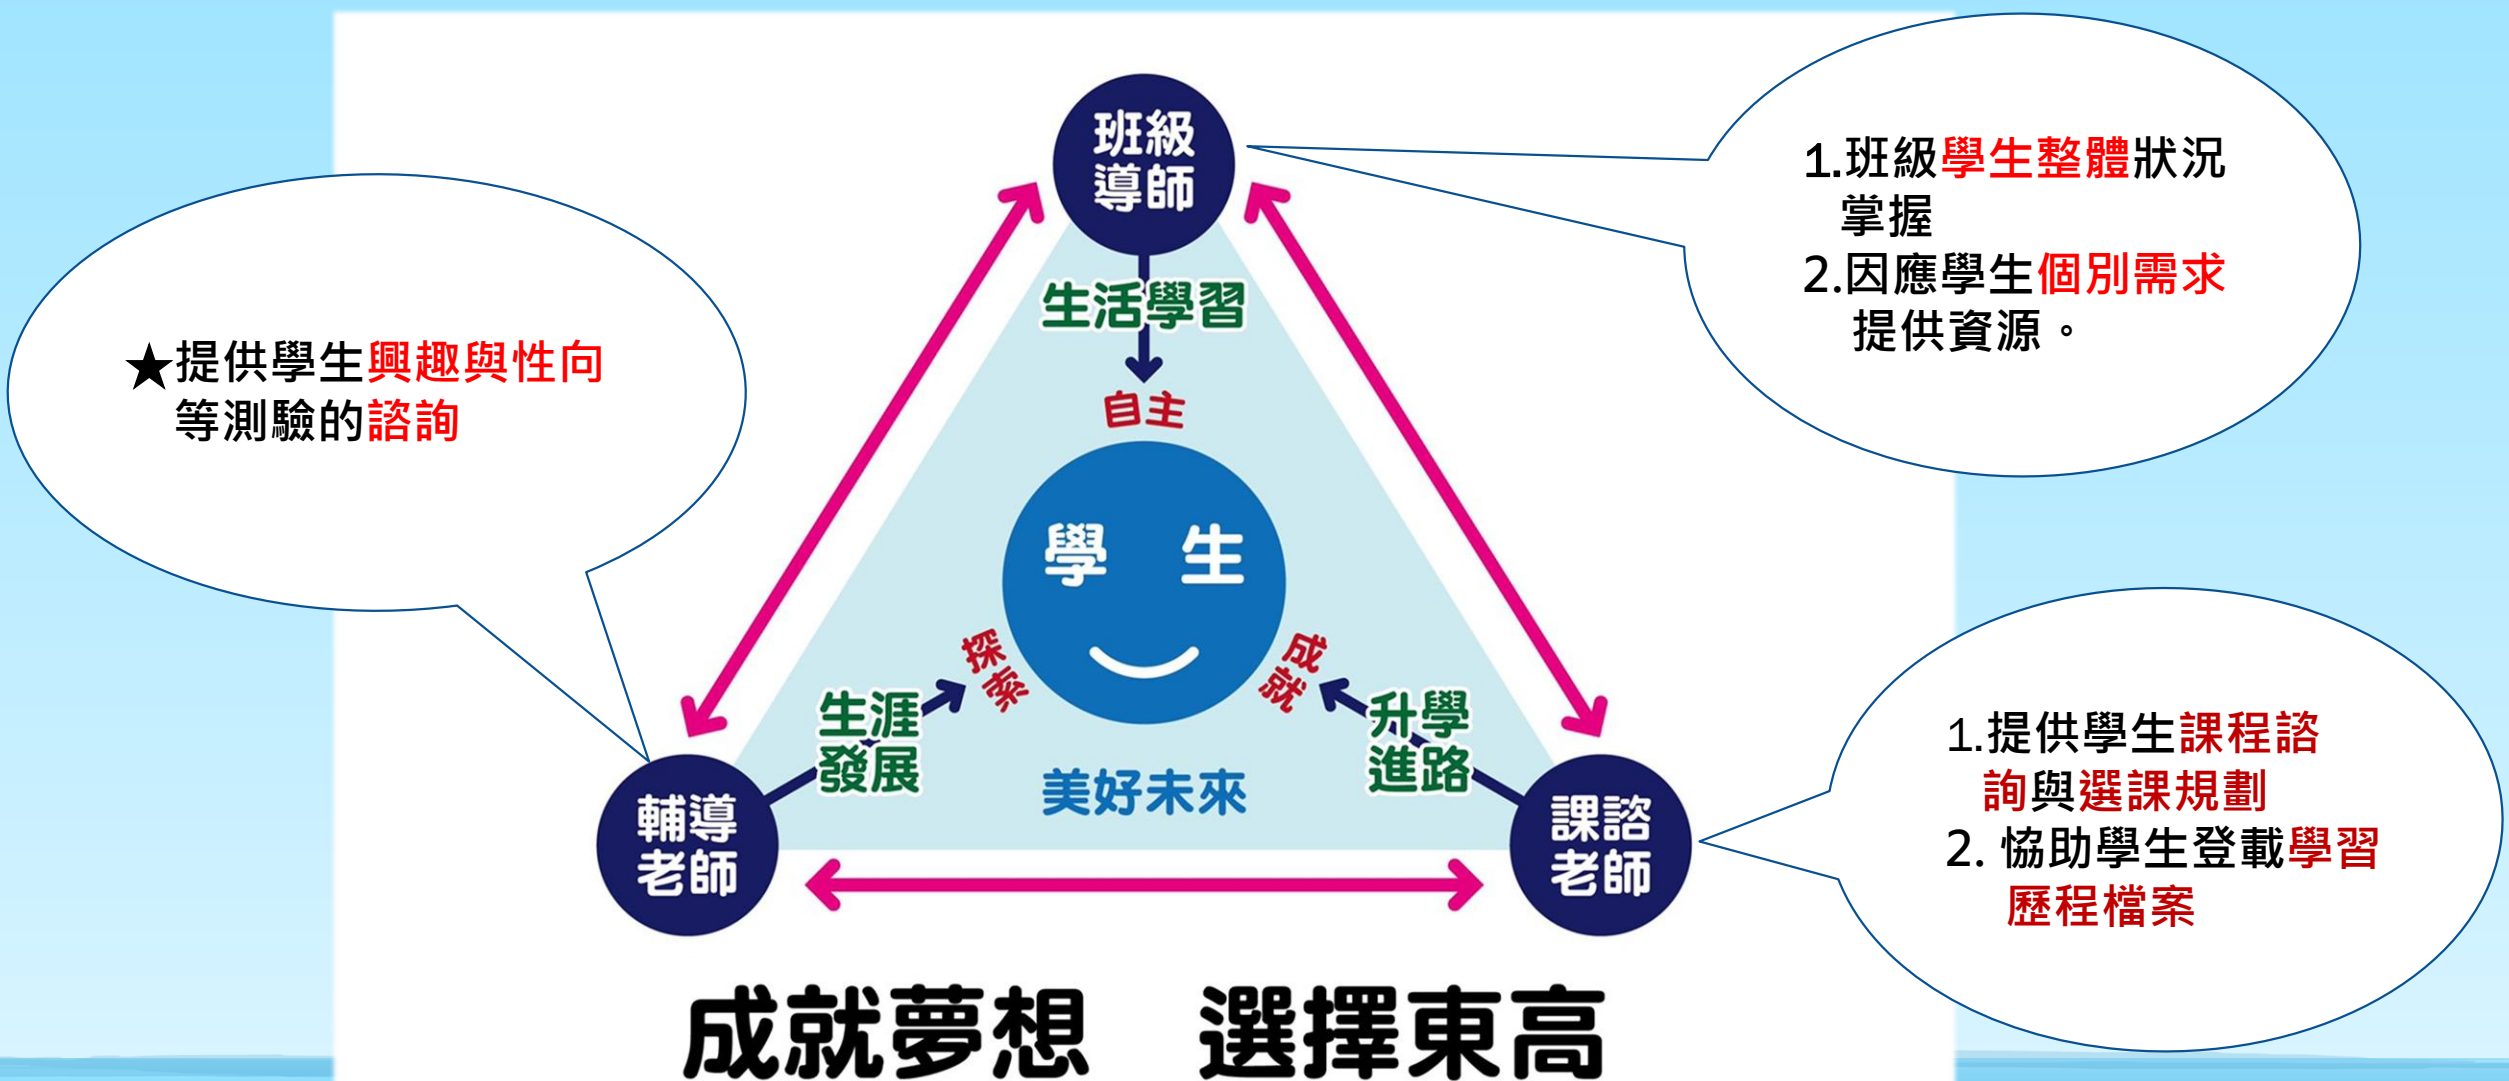 班級
導師
1.班級學生整體狀況
掌握
2.因應學生個別需求
提供資源。
★提供學生興趣與性向
等測驗的諮詢
生活學習
自主
學 生
探索
成就
生涯
發展
升學
進路
美好未來
輔導
老師
課諮
老師
1.提供學生課程諮
詢與選課規劃
2. 恊助學生登載學習
歷程檔案
成就夢想 選擇東高